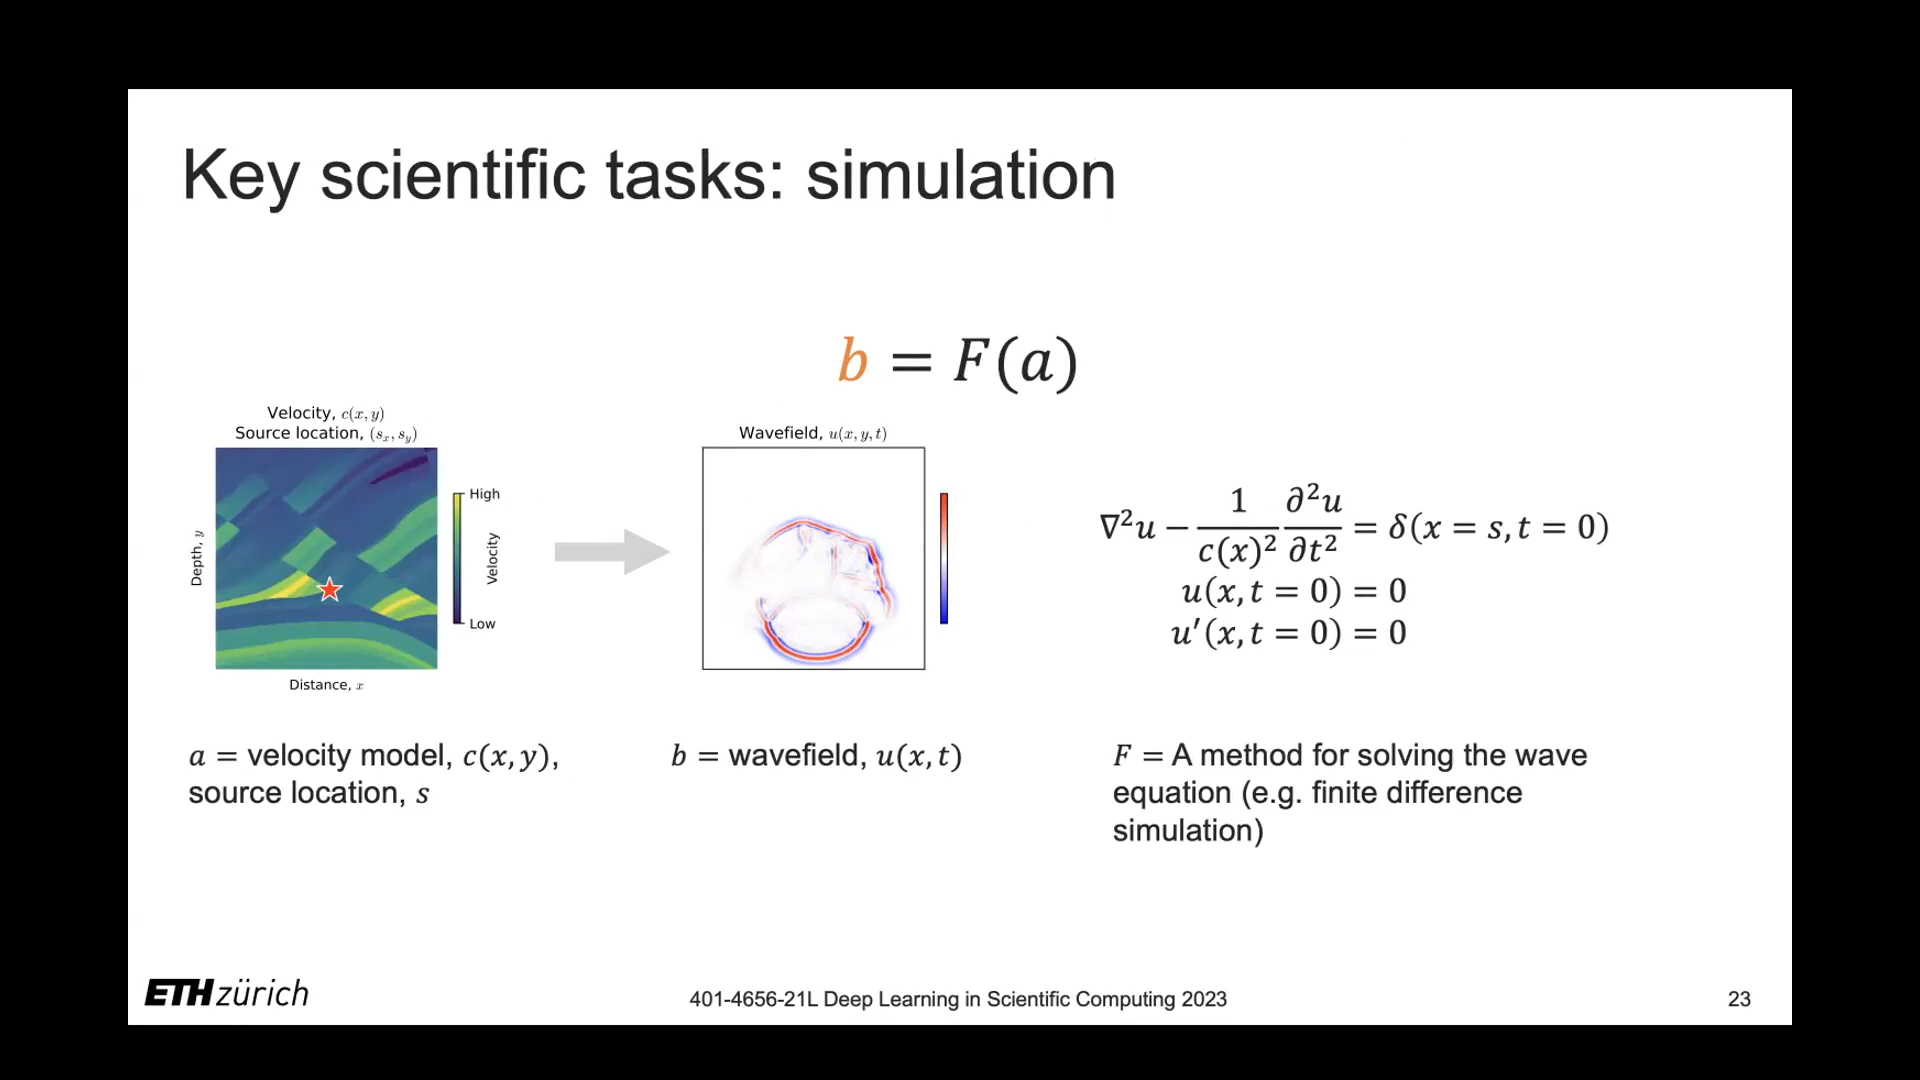 Key scientific tasks: simulation
b = F(a)
Velocity, c(x, y)
Source location, (sₓ, s_y)
Depth, y
High
Velocity
Low
Distance, x
Wavefield, u(x, y, t)
∇²u − 1/c(x)² ∂²u/∂t² = δ(x = s, t = 0)
u(x, t = 0) = 0
u′(x, t = 0) = 0
a = velocity model, c(x, y),
source location, s
b = wavefield, u(x, t)
F = A method for solving the wave
equation (e.g. finite difference
simulation)
ETH zürich
401-4656-21L Deep Learning in Scientific Computing 2023
23